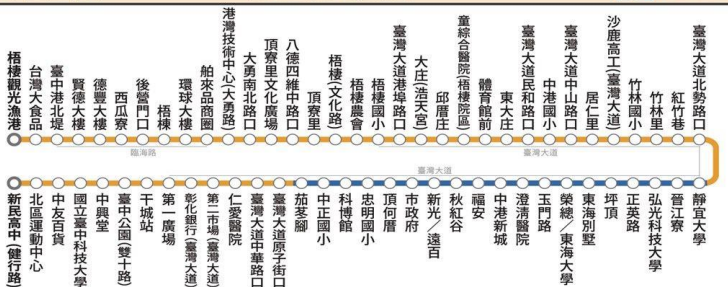 梧棲觀光漁港
台灣大食品
臺中港北堤
賢德大樓
德豐大樓
西瓜寮
後營門口
梧棟
環球大樓
舶來品商圈
港灣技術中心(大勇路)
大勇南北路口
頂寮里文化廣場
八德四維中路口
頂寮里
梧棲(文化路)
梧棲農會
梧棲國小
臺灣大道港埠路口
大庄(浩天宮)
邱厝庄
童綜合醫院(梧棲院區)
體育館前
東大庄
臺灣大道民和路口
中港國小
臺灣大道中山路口
居仁里
沙鹿高工(臺灣大道)
竹林國小
竹林里
紅竹巷
臺灣大道北勢路口
臨海路
臺灣大道
臺灣大道
新民高中(健行路)
北區運動中心
中友百貨
國立臺中科技大學
中興堂
臺中公園(雙十路)
干城站
第一廣場
彰化銀行(臺灣大道)
第二市場(臺灣大道)
仁愛醫院
臺灣大道中華路口
臺灣大道原子街口
茄苳腳
中正國小
科博館
忠明國小
頂何厝
市政府
新光/遠百
秋紅谷
福安
中港新城
澄清醫院
玉門路
榮總/東海大學
東海別墅
坪頂
正英路
弘光科技大學
晉江寮
靜宜大學